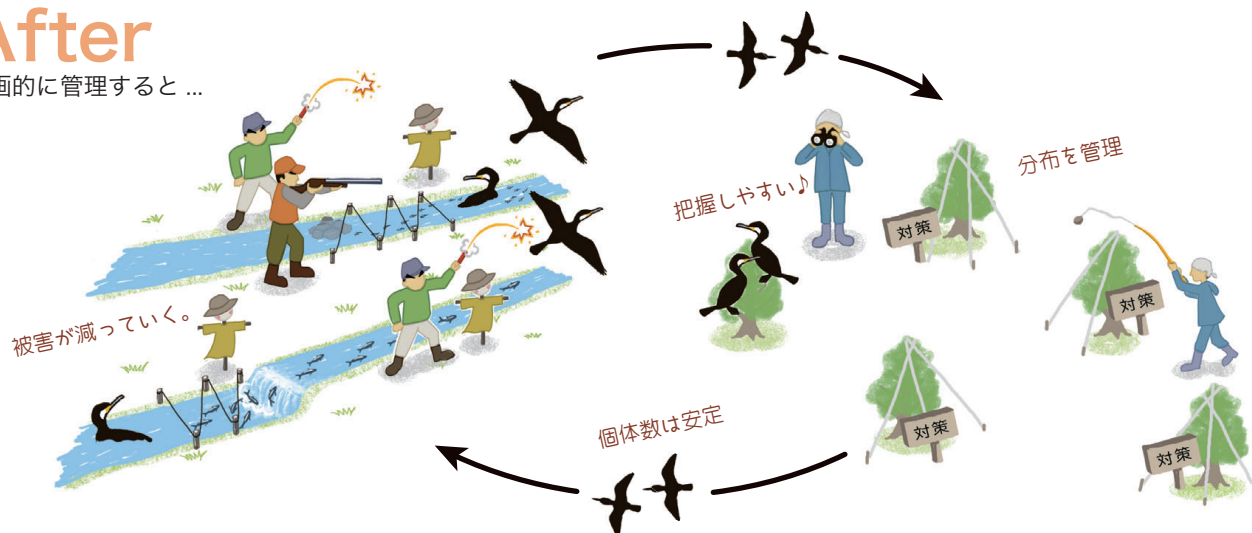 After
画的に管理すると ...
分布を管理
把握しやすい♪
対策
対策
被害が減っていく。
対策
個体数は安定
対策